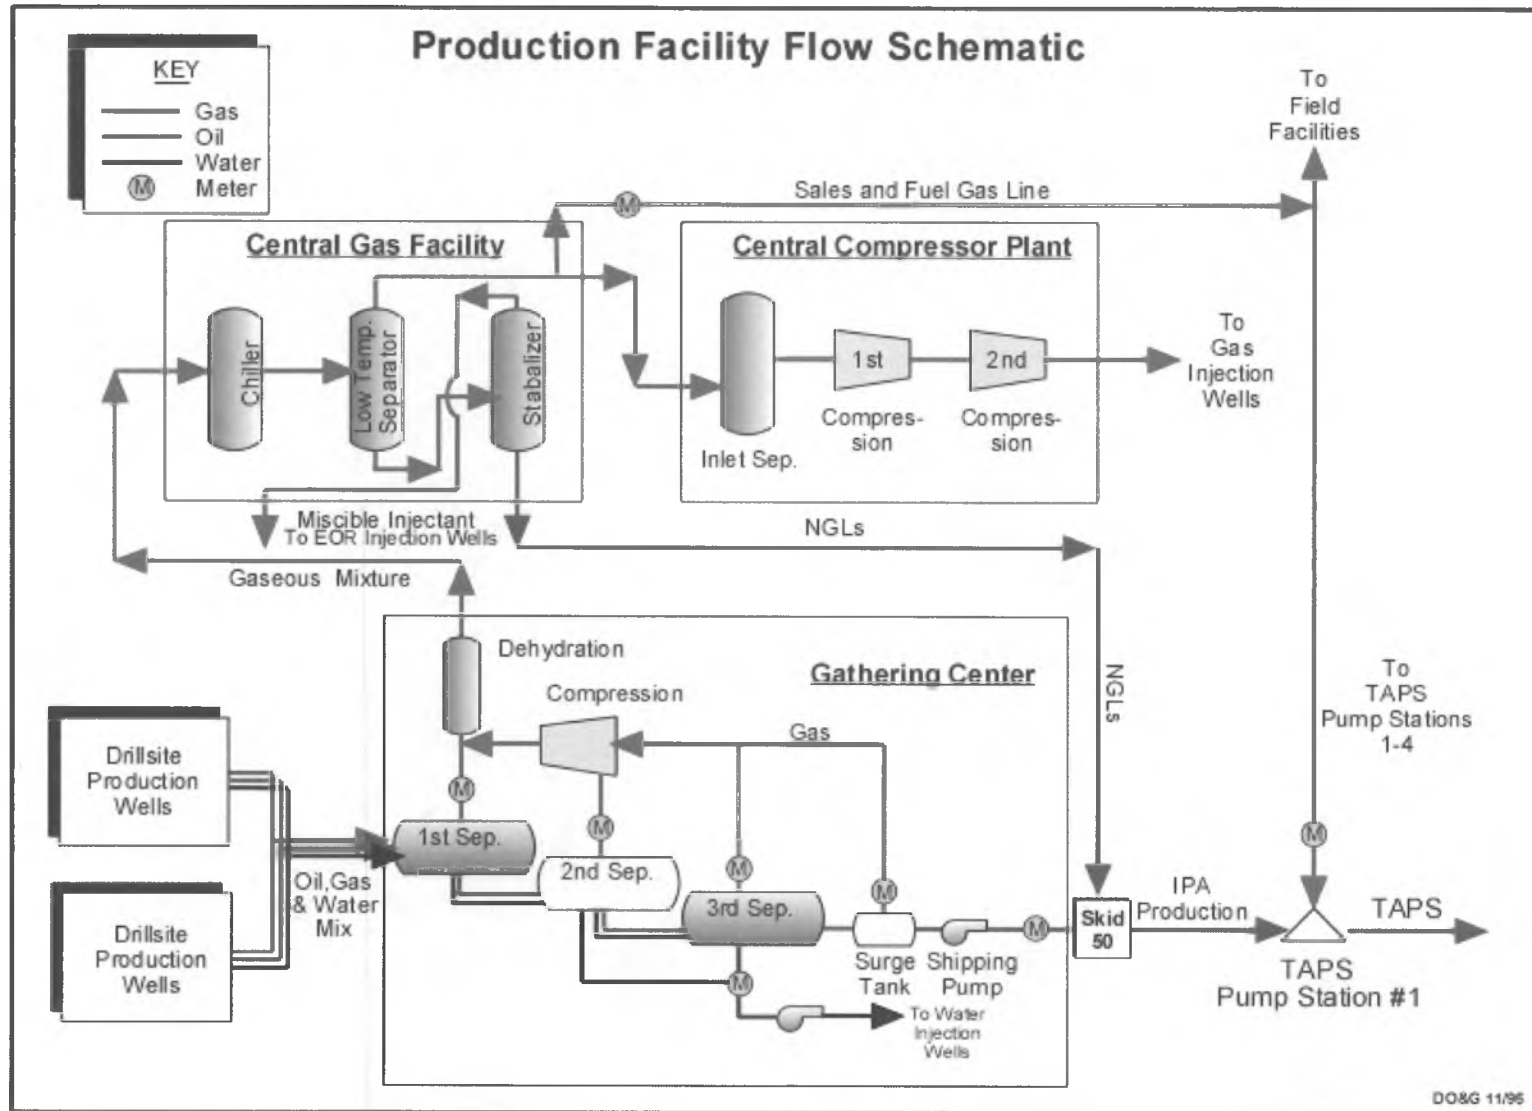 Production Facility Flow Schematic
KEY
Gas
Oil
Water
M
Meter
To
Field
Facilities
Sales and Fuel Gas Line
M
Central Gas Facility
Central Compressor Plant
Chiller
Low Temp.
Separator
Stabalizer
Inlet Sep.
1st
Compres-
sion
2nd
Compres-
sion
To
Gas
Injection
Wells
Miscible Injectant
To EOR Injection Wells
NGLs
Gaseous Mixture
NGLs
Gathering Center
Dehydration
Compression
Gas
To
TAPS
Pump Stations
1-4
Drillsite
Production
Wells
Drillsite
Production
Wells
Oil,Gas
& Water
Mix
M
1st Sep.
M
2nd Sep.
M
3rd Sep.
M
M
Surge
Tank
Shipping
Pump
M
To Water
Injection
Wells
Skid
50
IPA
Production
M
TAPS
TAPS
Pump Station #1
DO&G 11/96